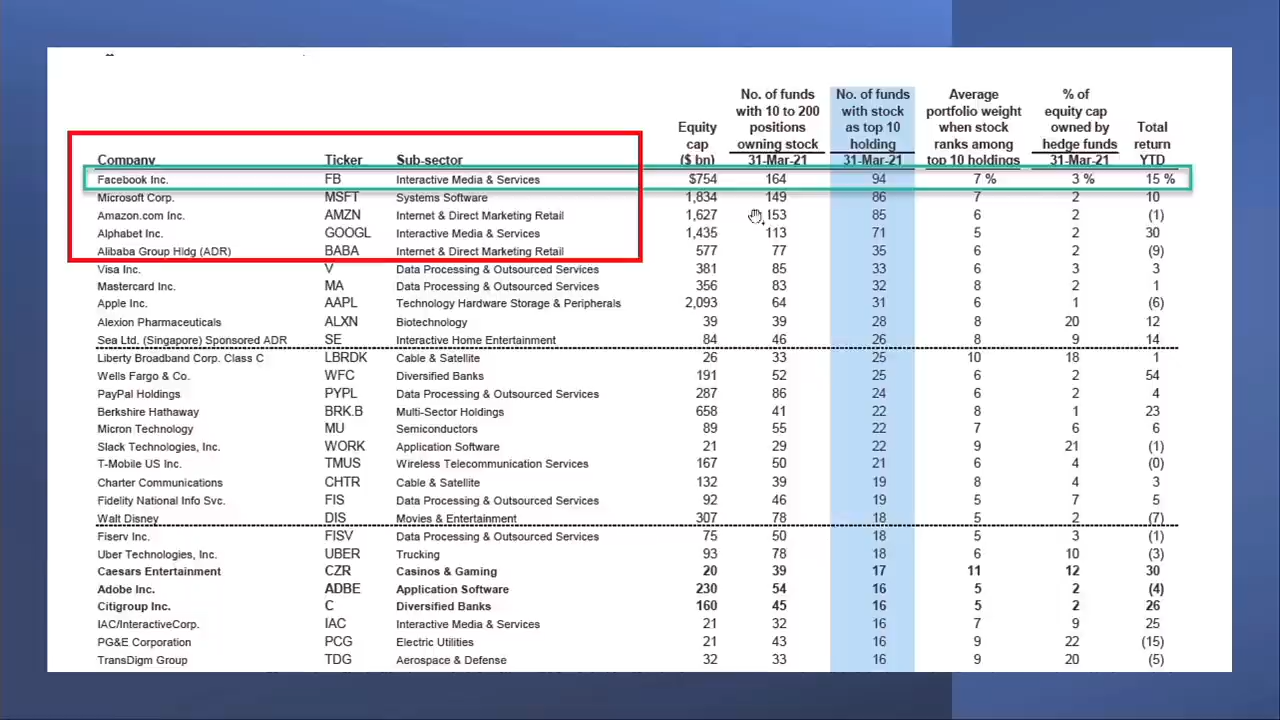 No. of funds No. of funds Average % of
with 10 to 200 with stock portfolio weight equity cap
Equity positions as top 10 when stock owned by Total
cap owning stock holding ranks among hedge funds return
Company Ticker Sub-sector ($ bn) 31-Mar-21 31-Mar-21 top 10 holdings 31-Mar-21 YTD
Facebook Inc. FB Interactive Media & Services $754 164 94 7 % 3 % 15 %
Microsoft Corp. MSFT Systems Software 1,834 149 86 7 2 10
Amazon.com Inc. AMZN Internet & Direct Marketing Retail 1,627 153 85 6 2 (1)
Alphabet Inc. GOOGL Interactive Media & Services 1,435 113 71 5 2 30
Alibaba Group Hldg (ADR) BABA Internet & Direct Marketing Retail 577 77 35 6 2 (9)
Visa Inc. V Data Processing & Outsourced Services 381 85 33 6 3 3
Mastercard Inc. MA Data Processing & Outsourced Services 356 83 32 8 2 1
Apple Inc. AAPL Technology Hardware Storage & Peripherals 2,093 64 31 6 1 (6)
Alexion Pharmaceuticals ALXN Biotechnology 39 39 28 8 20 12
Sea Ltd. (Singapore) Sponsored ADR SE Interactive Home Entertainment 84 46 26 8 9 14
Liberty Broadband Corp. Class C LBRDK Cable & Satellite 26 33 25 10 18 1
Wells Fargo & Co. WFC Diversified Banks 191 52 25 6 2 54
PayPal Holdings PYPL Data Processing & Outsourced Services 287 86 24 6 2 4
Berkshire Hathaway BRK.B Multi-Sector Holdings 658 41 22 8 1 23
Micron Technology MU Semiconductors 89 55 22 7 6 6
Slack Technologies, Inc. WORK Application Software 21 29 22 9 21 (1)
T-Mobile US Inc. TMUS Wireless Telecommunication Services 167 50 21 6 4 (0)
Charter Communications CHTR Cable & Satellite 132 39 19 8 4 3
Fidelity National Info Svc. FIS Data Processing & Outsourced Services 92 46 19 5 7 5
Walt Disney DIS Movies & Entertainment 307 78 18 5 2 (7)
Fiserv Inc. FISV Data Processing & Outsourced Services 75 50 18 5 3 (1)
Uber Technologies, Inc. UBER Trucking 93 78 18 6 10 (3)
Caesars Entertainment CZR Casinos & Gaming 20 39 17 11 12 30
Adobe Inc. ADBE Application Software 230 54 16 5 2 (4)
Citigroup Inc. C Diversified Banks 160 45 16 5 2 26
IAC/InteractiveCorp. IAC Interactive Media & Services 21 32 16 7 9 25
PG&E Corporation PCG Electric Utilities 21 43 16 9 22 (15)
TransDigm Group TDG Aerospace & Defense 32 33 16 9 20 (5)